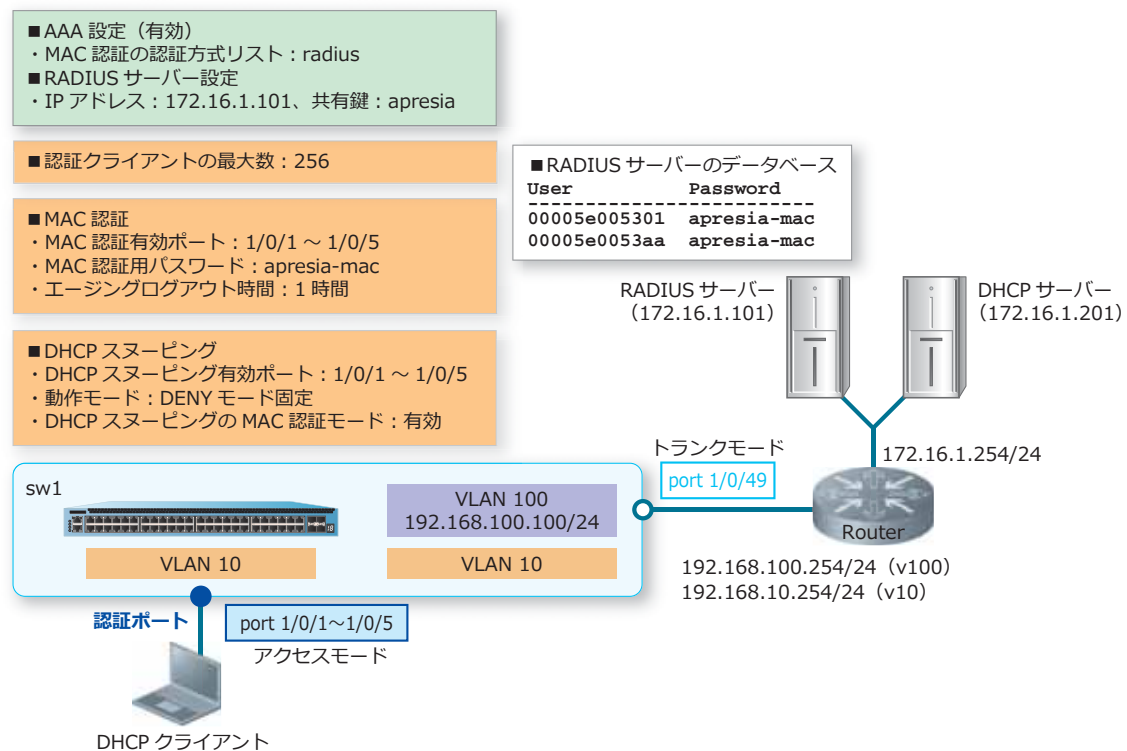 ■AAA 設定（有効）
・MAC 認証の認証方式リスト：radius
■RADIUS サーバー設定
・IP アドレス：172.16.1.101、共有鍵：apresia
■認証クライアントの最大数：256
■MAC 認証
・MAC 認証有効ポート：1/0/1 ～ 1/0/5
・MAC 認証用パスワード：apresia-mac
・エージングログアウト時間：1 時間
■DHCP スヌーピング
・DHCP スヌーピング有効ポート：1/0/1 ～ 1/0/5
・動作モード：DENY モード固定
・DHCP スヌーピングの MAC 認証モード：有効
■RADIUS サーバーのデータベース
User Password
--------------------------
00005e005301 apresia-mac
00005e0053aa apresia-mac
RADIUS サーバー
（172.16.1.101）
DHCP サーバー
（172.16.1.201）
172.16.1.254/24
トランクモード
port 1/0/49
Router
192.168.100.254/24（v100）
192.168.10.254/24（v10）
sw1
VLAN 100
192.168.100.100/24
VLAN 10
VLAN 10
認証ポート
port 1/0/1～1/0/5
アクセスモード
DHCP クライアント